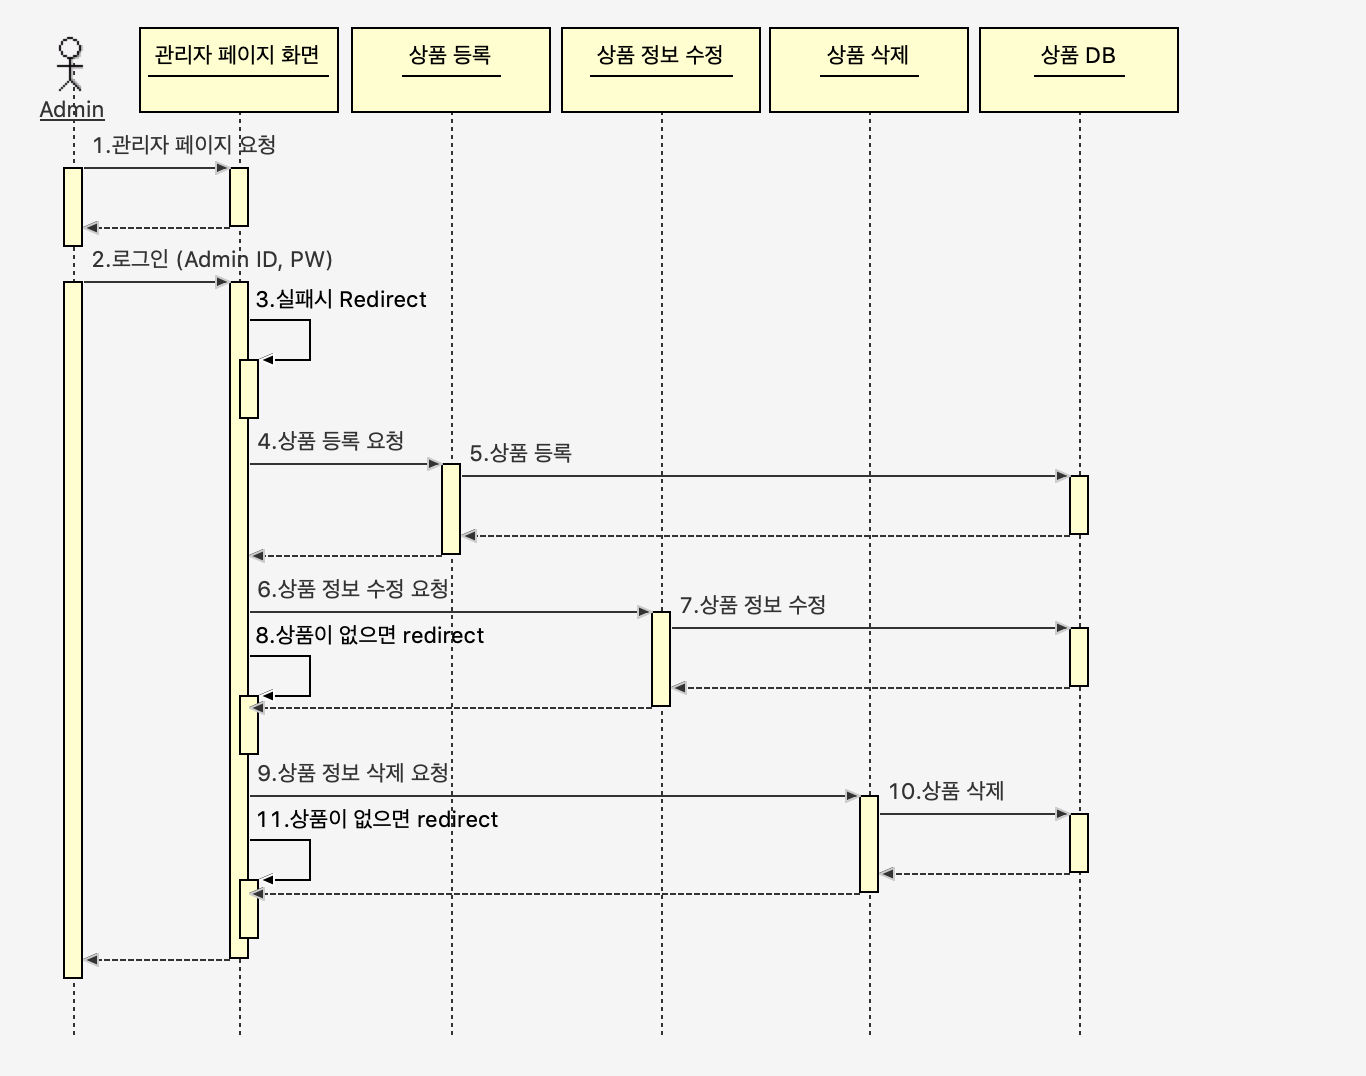 Admin
관리자 페이지 화면
상품 등록
상품 정보 수정
상품 삭제
상품 DB
1.관리자 페이지 요청
2.로그인 (Admin ID, PW)
3.실패시 Redirect
4.상품 등록 요청
5.상품 등록
6.상품 정보 수정 요청
7.상품 정보 수정
8.상품이 없으면 redirect
9.상품 정보 삭제 요청
10.상품 삭제
11.상품이 없으면 redirect